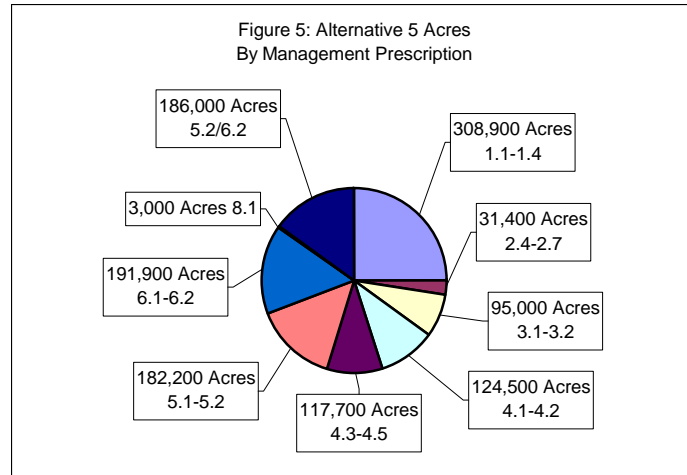 Figure 5: Alternative 5 Acres
By Management Prescription
186,000 Acres
5.2/6.2
308,900 Acres
1.1-1.4
3,000 Acres 8.1
31,400 Acres
2.4-2.7
191,900 Acres
6.1-6.2
95,000 Acres
3.1-3.2
182,200 Acres
5.1-5.2
117,700 Acres
4.3-4.5
124,500 Acres
4.1-4.2